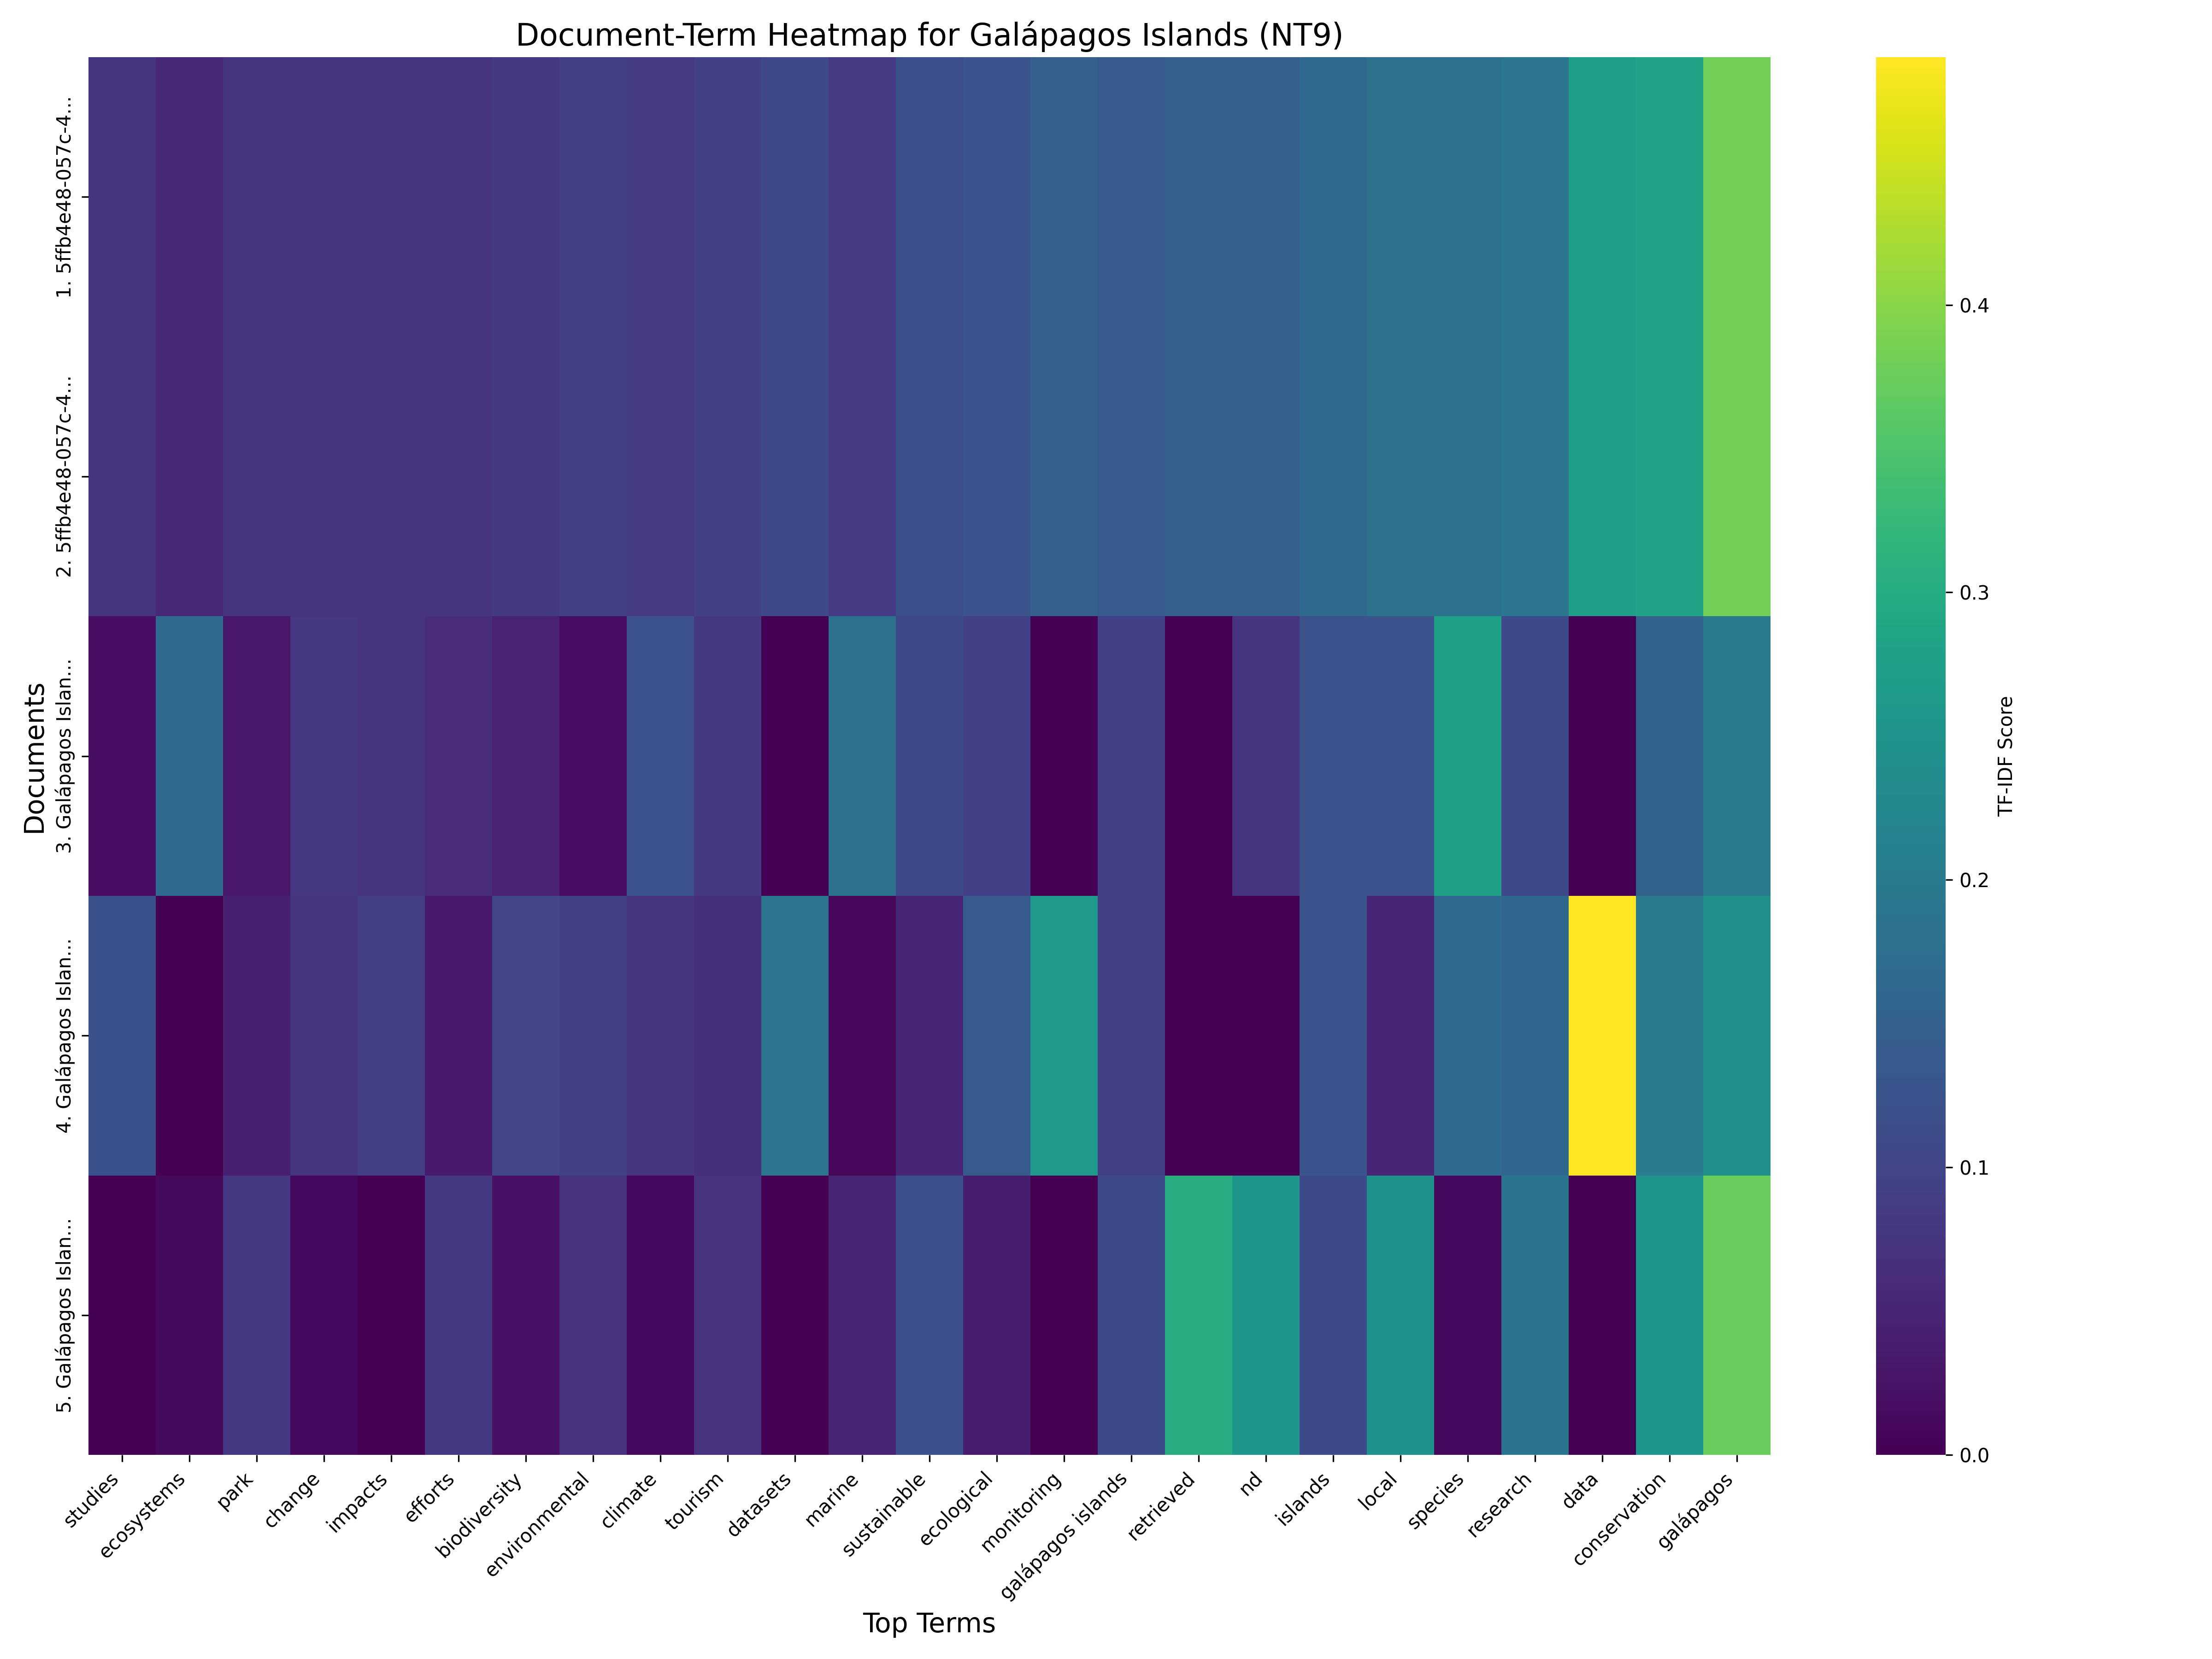 Document-Term Heatmap for Galápagos Islands (NT9)
Documents
1. 5ffb4e48-057c-4...
2. 5ffb4e48-057c-4...
3. Galápagos Islan...
4. Galápagos Islan...
5. Galápagos Islan...
studies
ecosystems
park
change
impacts
efforts
biodiversity
environmental
climate
tourism
datasets
marine
sustainable
ecological
monitoring
galápagos islands
retrieved
nd
islands
local
species
research
data
conservation
galápagos
Top Terms
0.4
0.3
0.2
0.1
0.0
TF-IDF Score